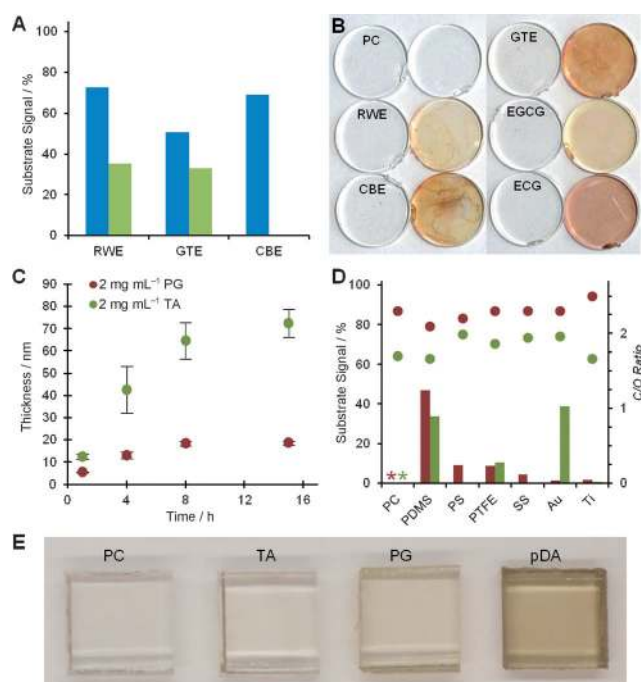 A
Substrate Signal / %
100
80
60
40
20
0
RWE GTE CBE
B
PC GTE
RWE EGCG
CBE ECG
C
2 mg mL⁻¹ PG
2 mg mL⁻¹ TA
Thickness / nm
90
80
70
60
50
40
30
20
10
0
0 4 8 12 16
Time / h
D
Substrate Signal / %
100
80
60
40
20
0
**
PC PDMS PS PTFE SS Au Ti
2
1
0
C/O Ratio
E
PC TA PG pDA